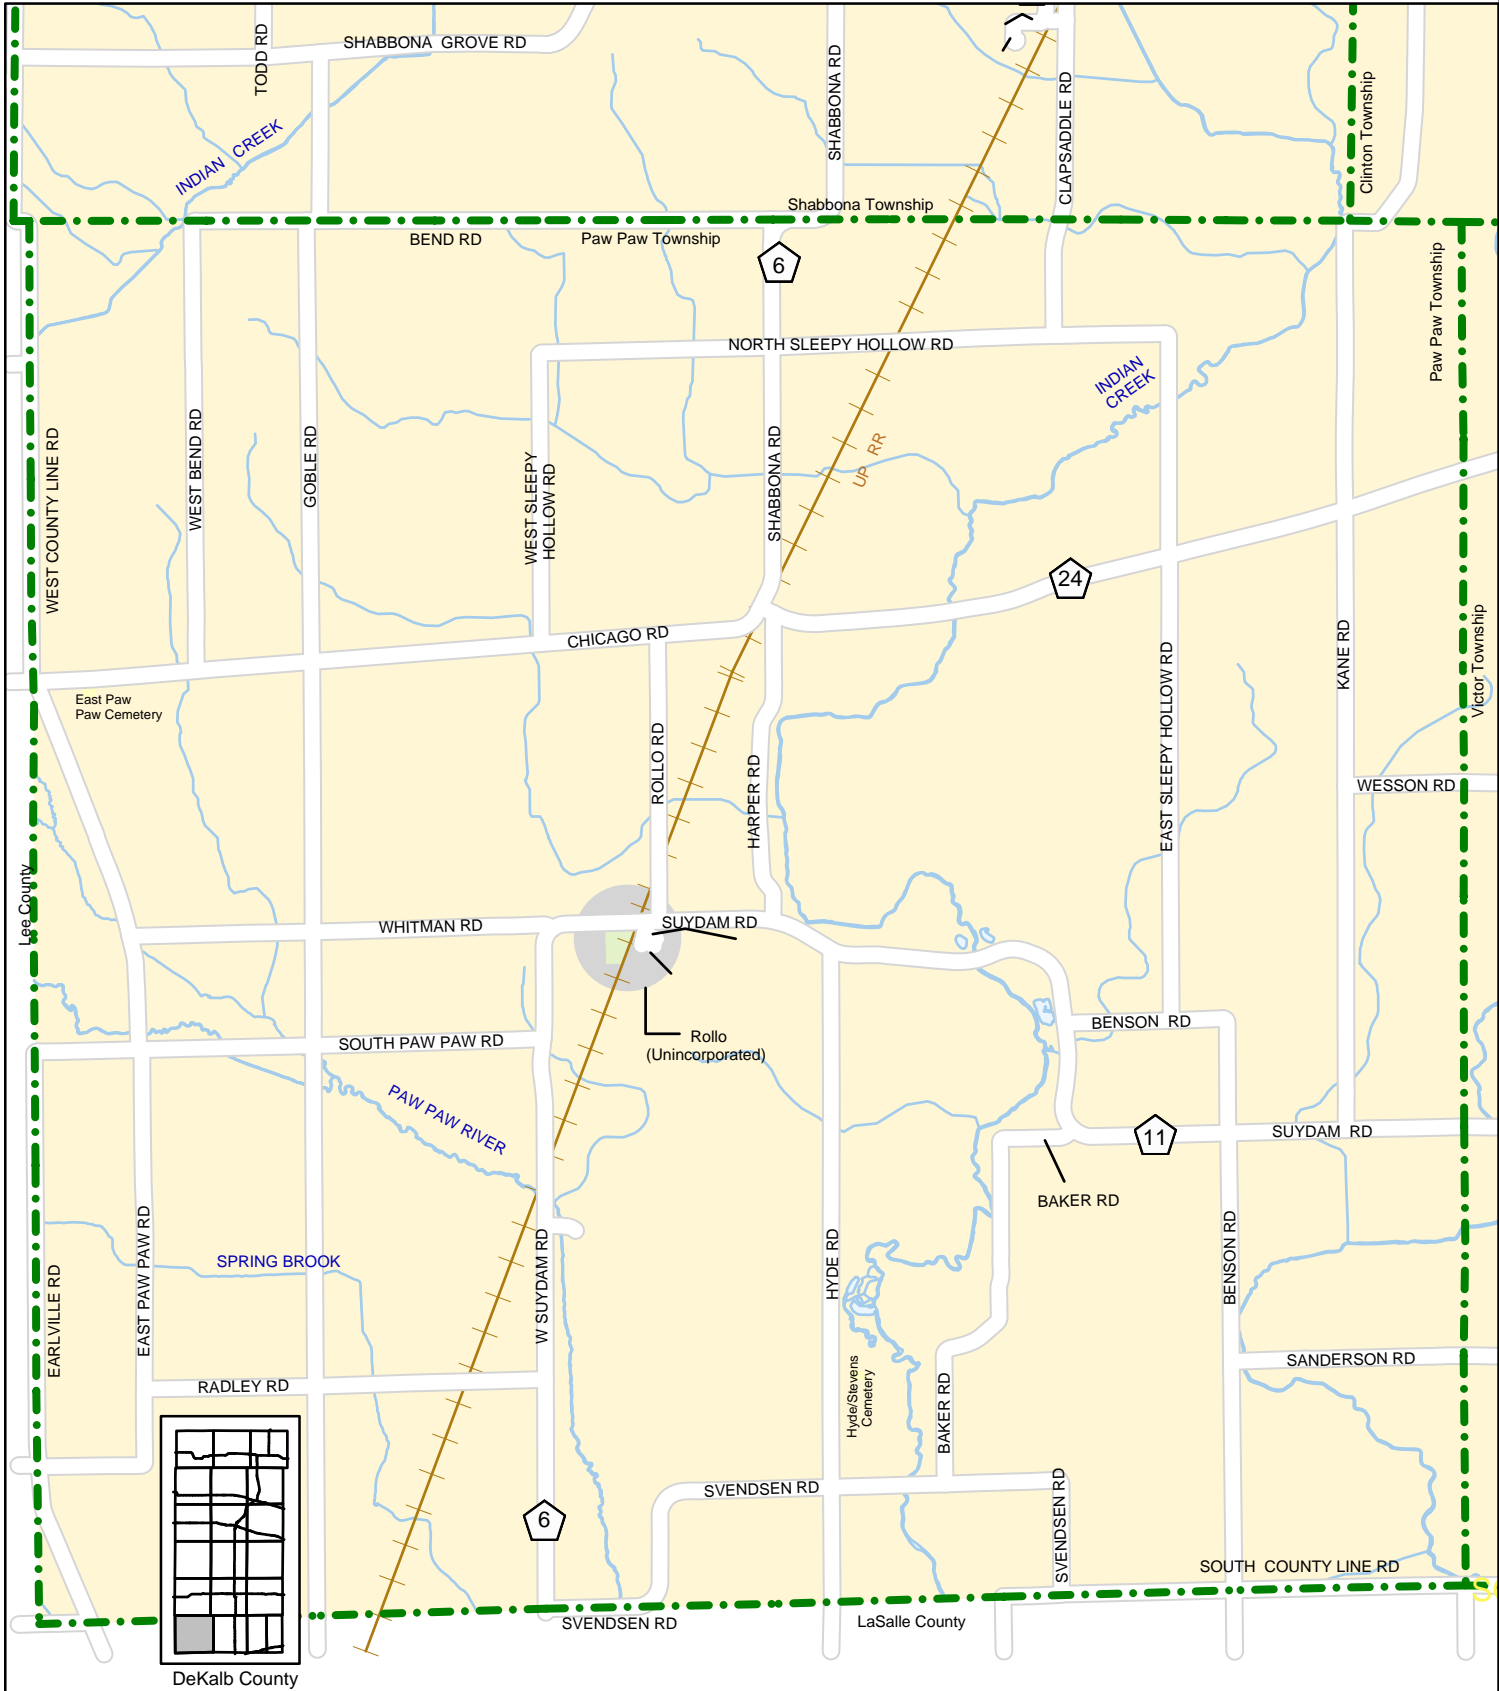 SHABBONA GROVE RD
TODD RD
SHABBONA RD
CLAPSADDLE RD
Clinton Township
INDIAN CREEK
Shabbona Township
BEND RD
Paw Paw Township
6
Paw Paw Township
NORTH SLEEPY HOLLOW RD
INDIAN
CREEK
WEST COUNTY LINE RD
WEST BEND RD
GOBLE RD
WEST SLEEPY
HOLLOW RD
SHABBONA RD
UP RR
24
CHICAGO RD
KANE RD
Victor Township
East Paw
Paw Cemetery
ROLLO RD
HARPER RD
EAST SLEEPY HOLLOW RD
WESSON RD
Lee County
WHITMAN RD
SUYDAM RD
Rollo
(Unincorporated)
BENSON RD
SOUTH PAW PAW RD
PAW PAW RIVER
11
SUYDAM RD
BAKER RD
SPRING BROOK
EARLVILLE RD
EAST PAW PAW RD
W SUYDAM RD
HYDE RD
BENSON RD
SANDERSON RD
RADLEY RD
Hyde/Stevens
Cemetery
BAKER RD
SVENDSEN RD
6
SVENDSEN RD
SOUTH COUNTY LINE RD
SVENDSEN RD
LaSalle County
DeKalb County